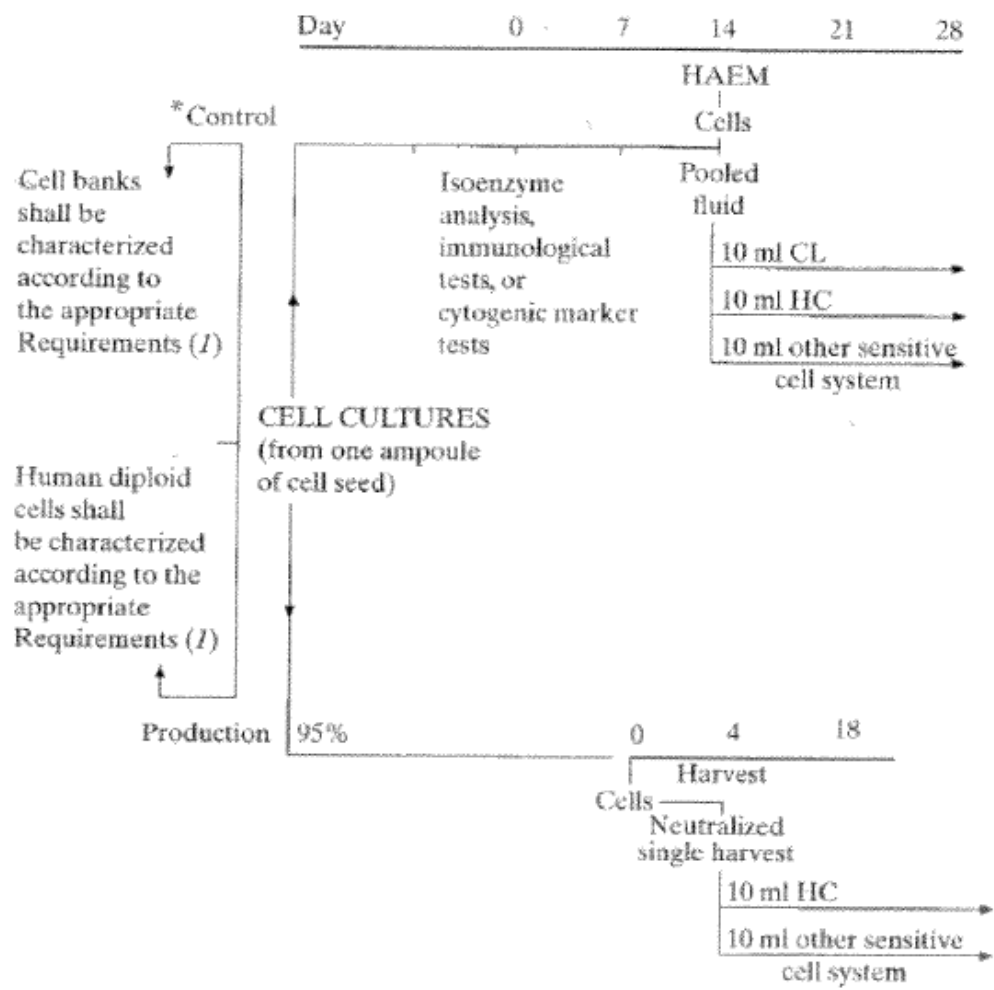 Day 0 7 14 21 28
HAEM
Cells
*Control
Cell banks
shall be
characterized
according to
the appropriate
Requirements (1)
Isoenzyme
analysis,
immunological
tests, or
cytogenic marker
tests
Pooled
fluid
10 ml CL
10 ml HC
10 ml other sensitive
cell system
CELL CULTURES
(from one ampoule
of cell seed)
Human diploid
cells shall
be characterized
according to the
appropriate
Requirements (1)
Production 95% 0 4 18
Harvest
Cells
Neutralized
single harvest
10 ml HC
10 ml other sensitive
cell system